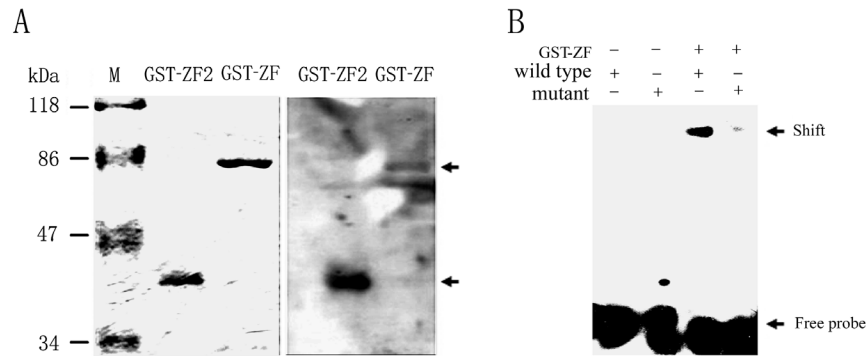 A
kDa M GST-ZF2 GST-ZF GST-ZF2 GST-ZF
118
86
47
34
B
GST-ZF − − + +
wild type + − + −
mutant − + − +
Shift
Free probe